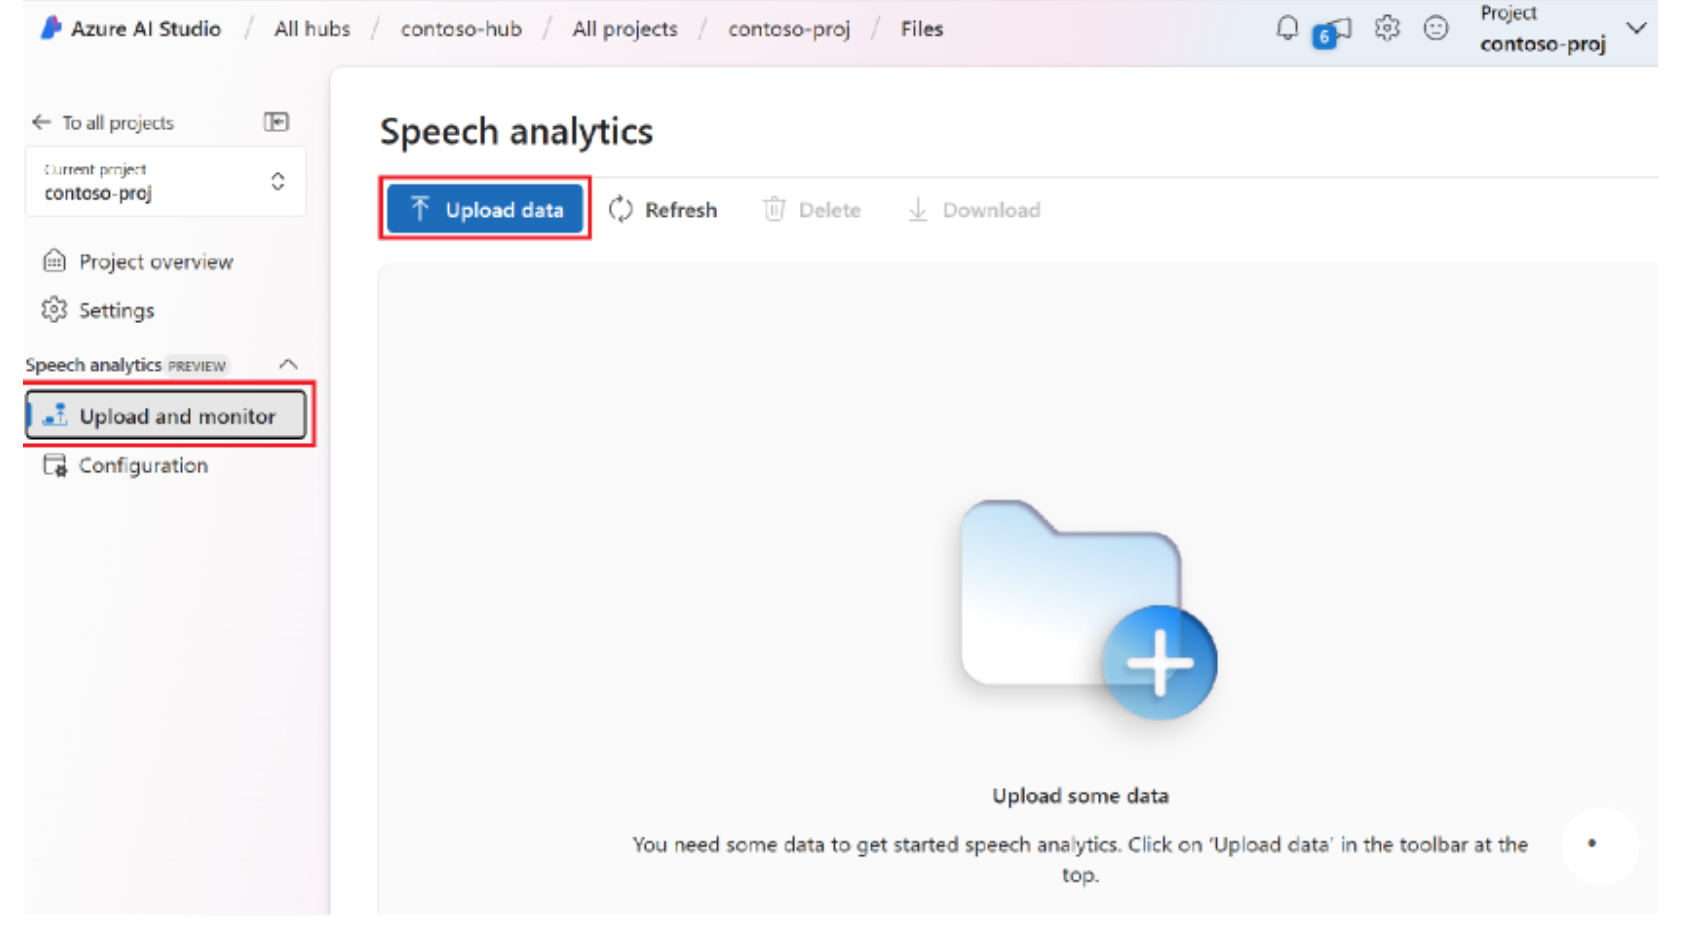 Azure AI Studio / All hubs / contoso-hub / All projects / contoso-proj / Files
6
Project
contoso-proj
To all projects
Current project
contoso-proj
Project overview
Settings
Speech analytics PREVIEW
Upload and monitor
Configuration
Speech analytics
Upload data Refresh Delete Download
Upload some data
You need some data to get started speech analytics. Click on 'Upload data' in the toolbar at the
top.